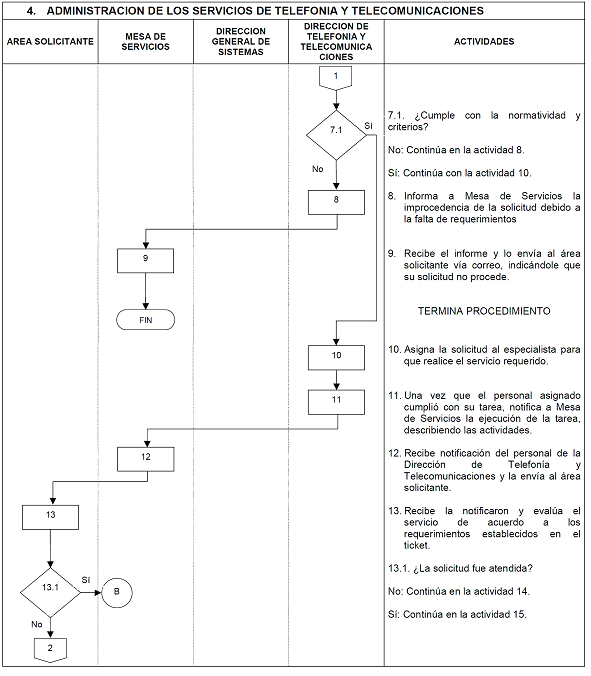 4. ADMINISTRACION DE LOS SERVICIOS DE TELEFONIA Y TELECOMUNICACIONES
AREA SOLICITANTE
MESA DE
SERVICIOS
DIRECCION
GENERAL DE
SISTEMAS
DIRECCION DE
TELEFONIA Y
TELECOMUNICA
CIONES
ACTIVIDADES
1
7.1
Sí
No
8
9
FIN
10
11
12
13
13.1
Sí
B
No
2
7.1. ¿Cumple con la normatividad y
criterios?
No: Continúa en la actividad 8.
Sí: Continúa con la actividad 10.
8. Informa a Mesa de Servicios la
improcedencia de la solicitud debido a
la falta de requerimientos
9. Recibe el informe y lo envía al área
solicitante vía correo, indicándole que
su solicitud no procede.
TERMINA PROCEDIMIENTO
10. Asigna la solicitud al especialista para
que realice el servicio requerido.
11. Una vez que el personal asignado
cumplió con su tarea, notifica a Mesa
de Servicios la ejecución de la tarea,
describiendo las actividades.
12. Recibe notificación del personal de la
Dirección de Telefonía y
Telecomunicaciones y la envía al área
solicitante.
13. Recibe la notificaron y evalúa el
servicio de acuerdo a los
requerimientos establecidos en el
ticket.
13.1. ¿La solicitud fue atendida?
No: Continúa en la actividad 14.
Sí: Continúa en la actividad 15.